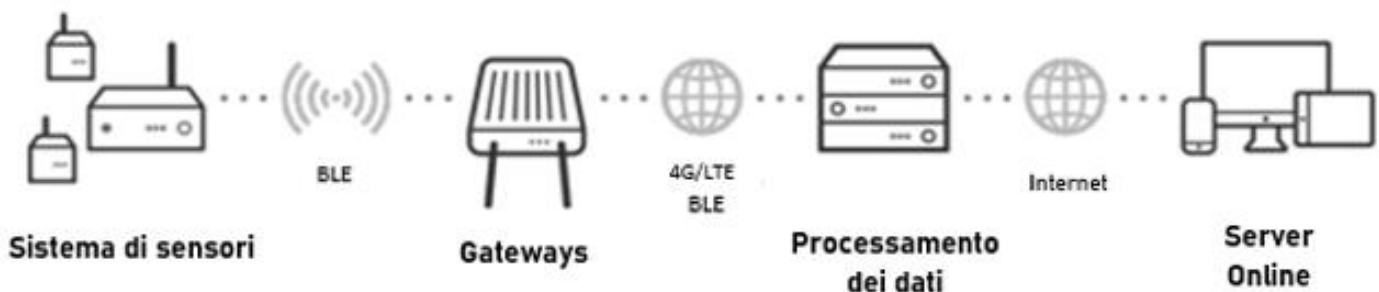 BLE
4G/LTE
BLE
Internet
Sistema di sensori
Gateways
Processamento
dei dati
Server
Online